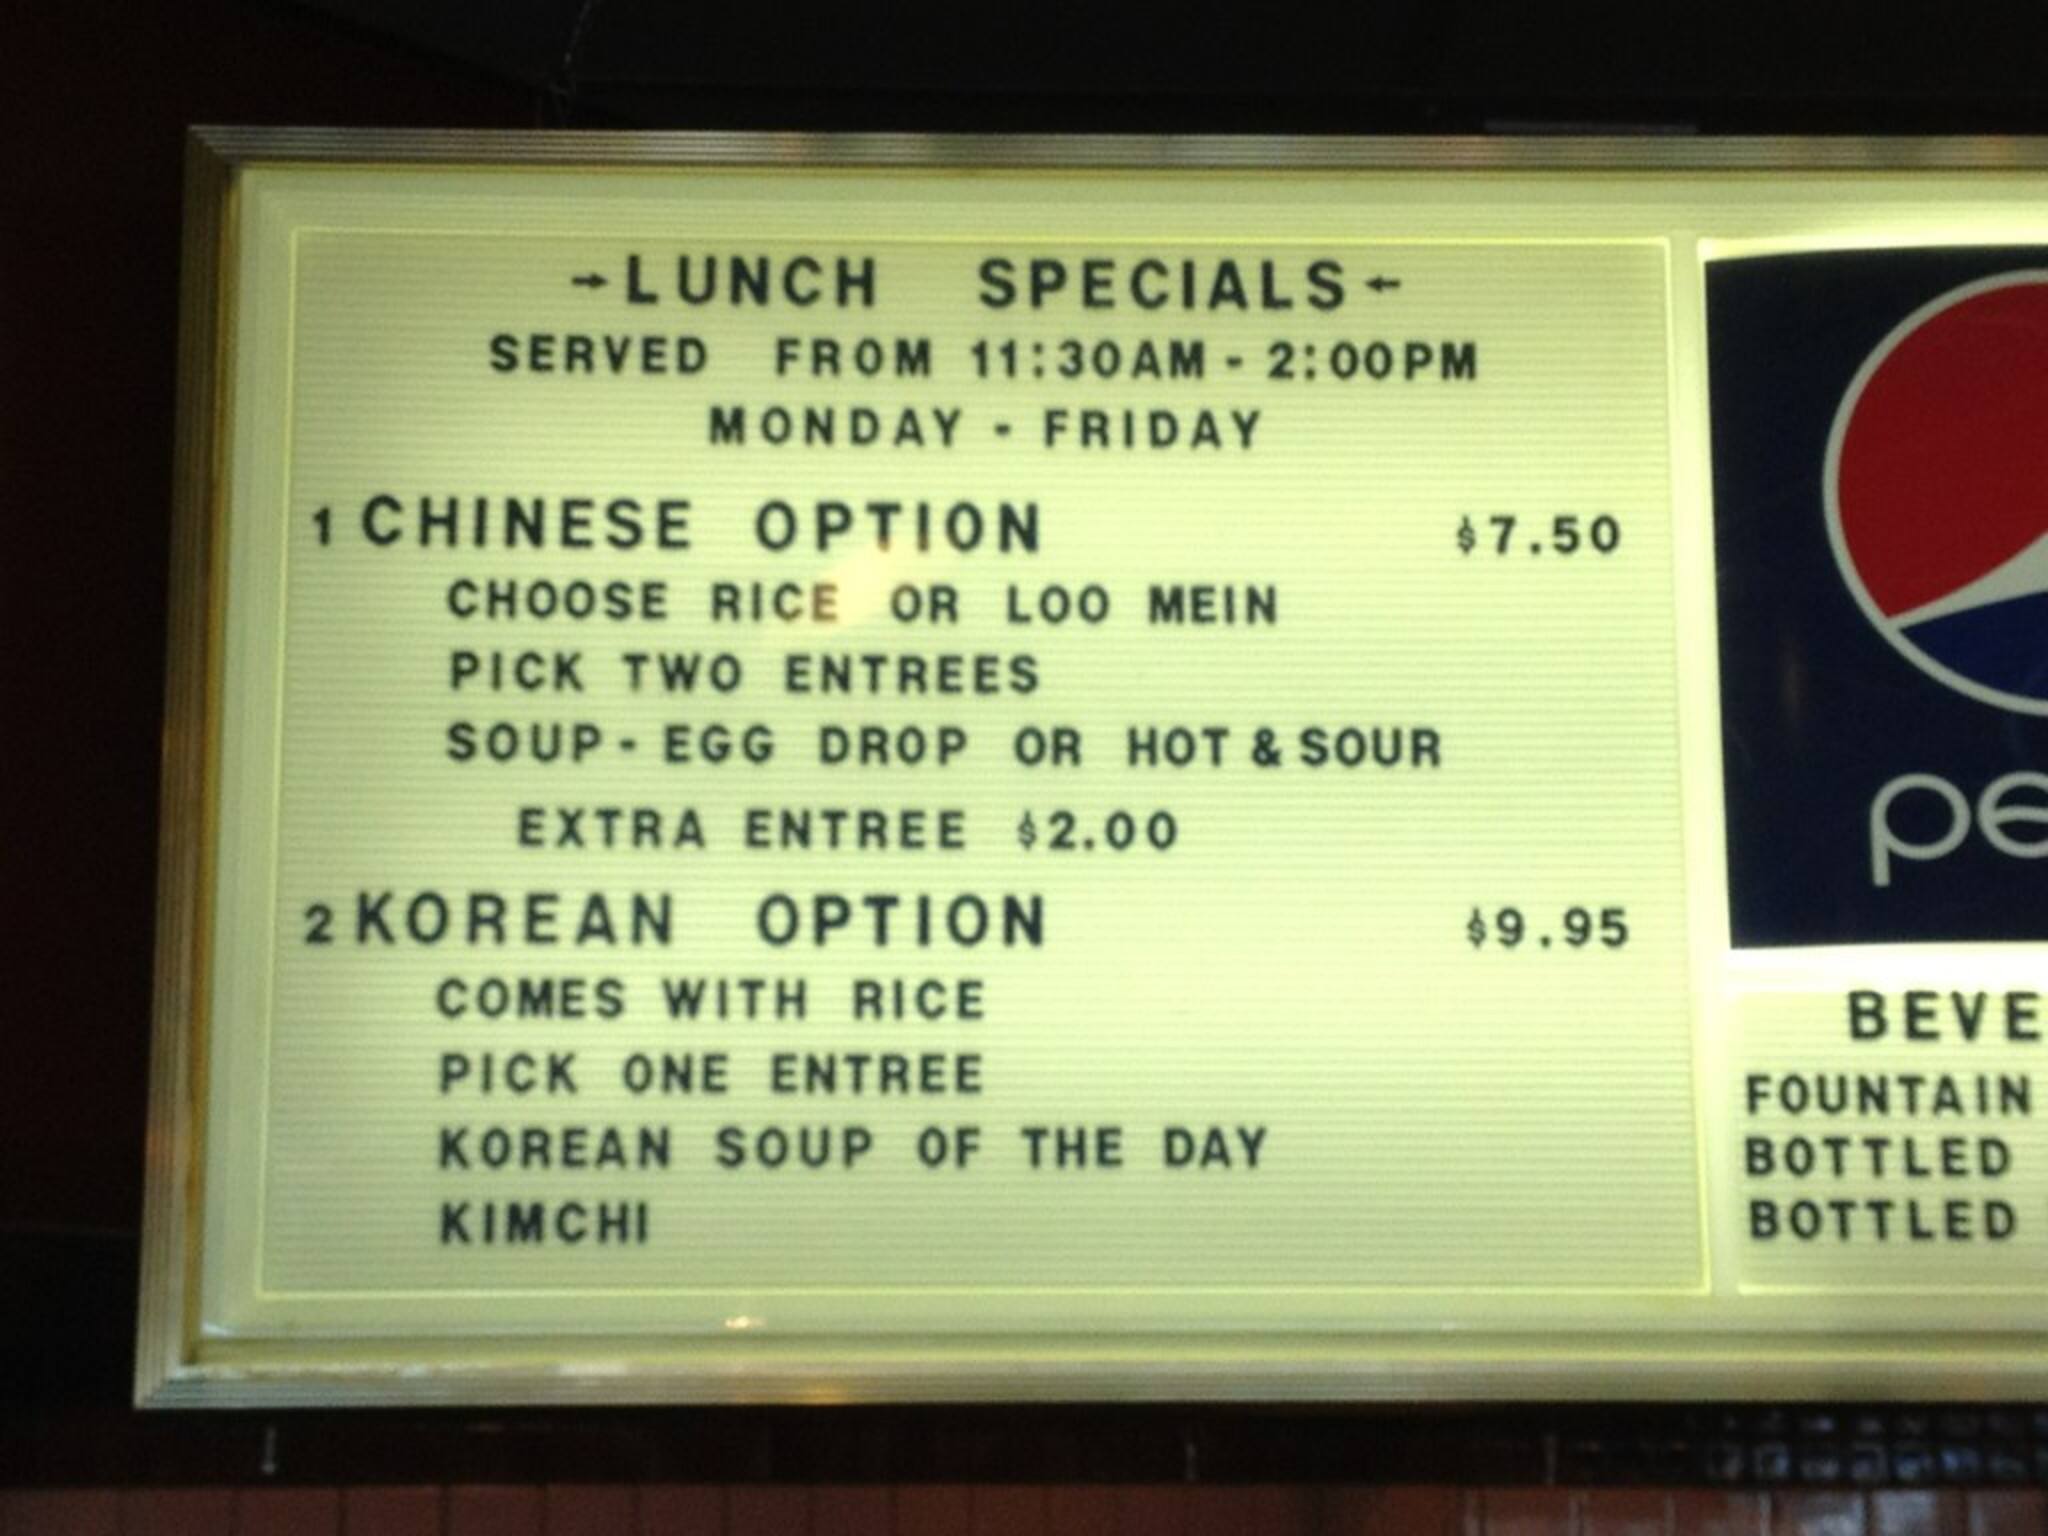 →LUNCH SPECIALS←
SERVED FROM 11:30AM - 2:00PM
MONDAY - FRIDAY
1 CHINESE OPTION $7.50
CHOOSE RICE OR LOO MEIN
PICK TWO ENTREES
SOUP - EGG DROP OR HOT & SOUR
EXTRA ENTREE $2.00
2 KOREAN OPTION $9.95
COMES WITH RICE
PICK ONE ENTREE
KOREAN SOUP OF THE DAY
KIMCHI
pe
BEVE
FOUNTAIN
BOTTLED
BOTTLED